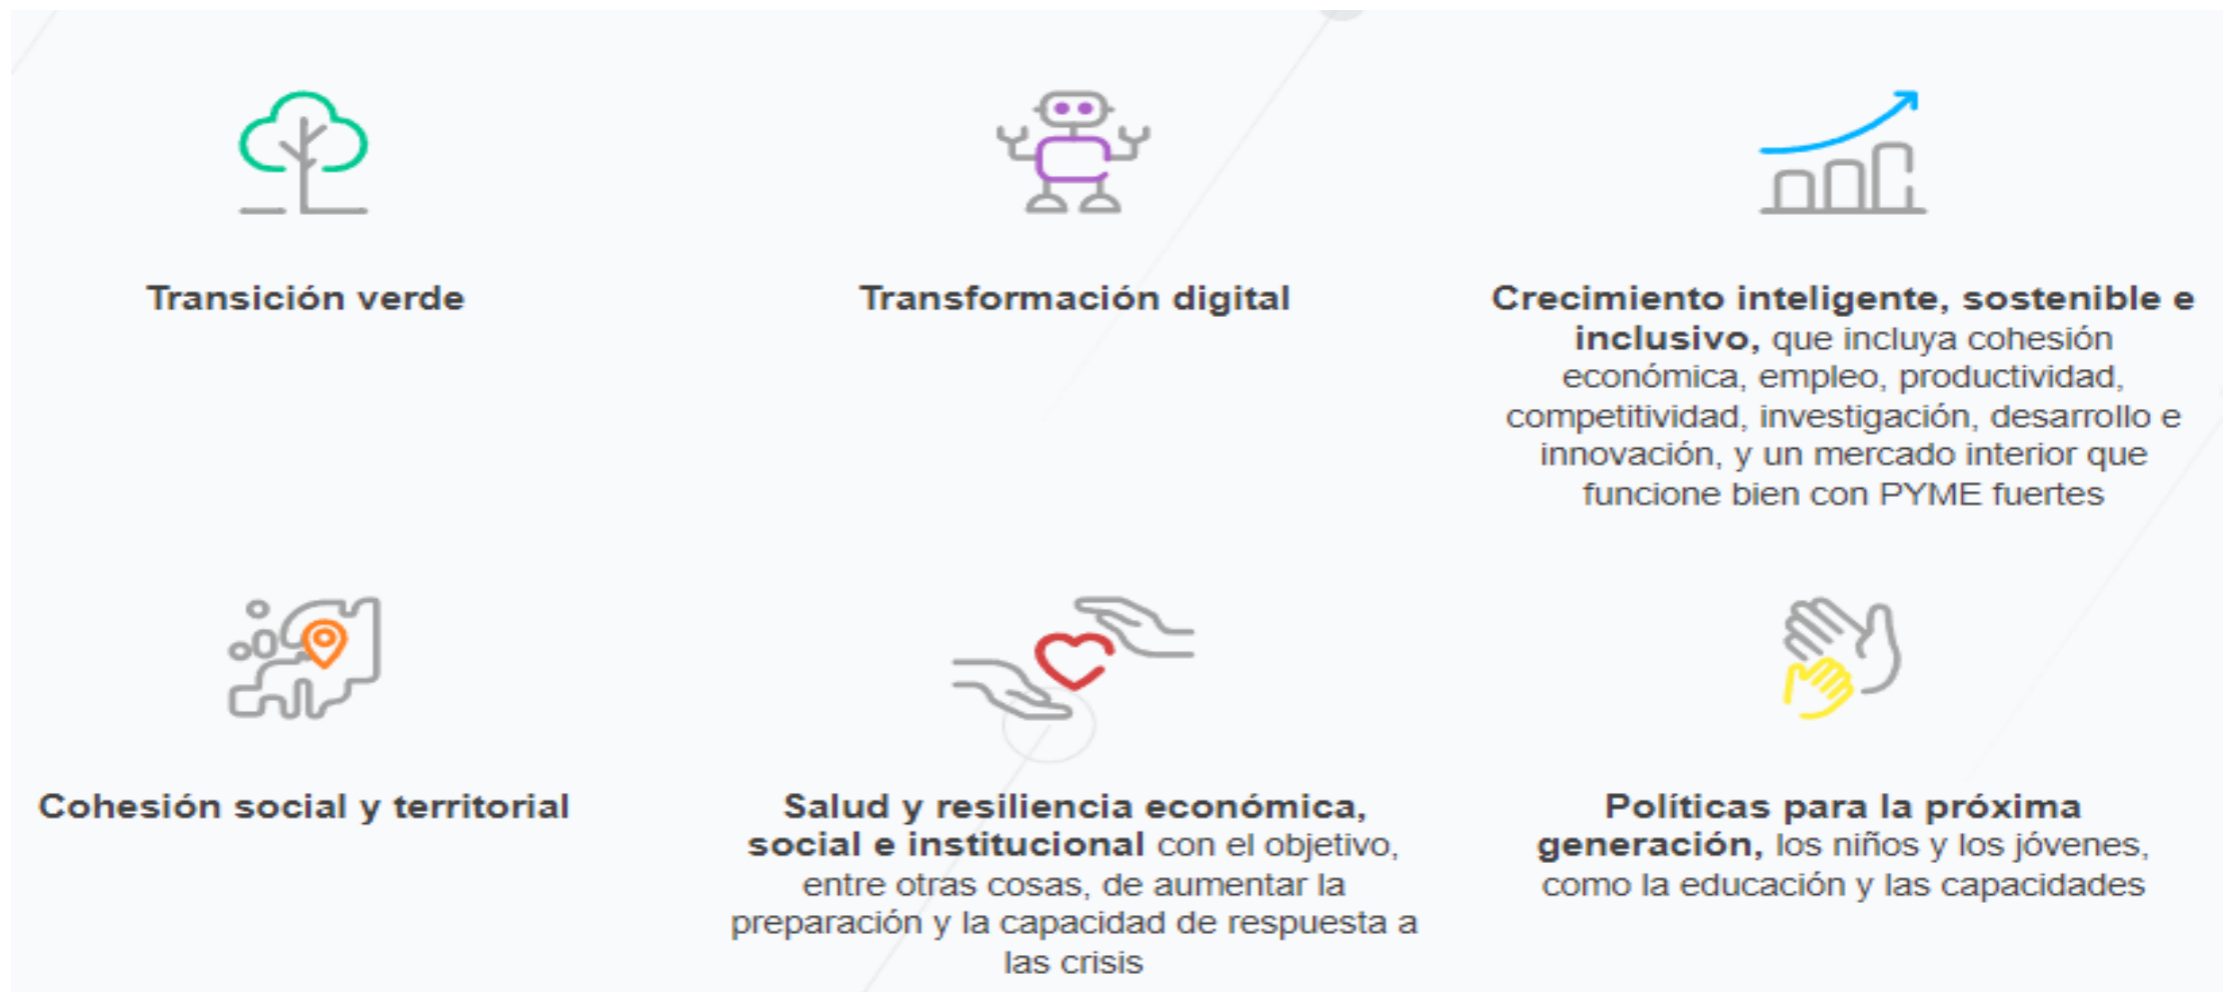 Transición verde
Transformación digital
Crecimiento inteligente, sostenible e
inclusivo, que incluya cohesión
económica, empleo, productividad,
competitividad, investigación, desarrollo e
innovación, y un mercado interior que
funcione bien con PYME fuertes
Cohesión social y territorial
Salud y resiliencia económica,
social e institucional con el objetivo,
entre otras cosas, de aumentar la
preparación y la capacidad de respuesta a
las crisis
Políticas para la próxima
generación, los niños y los jóvenes,
como la educación y las capacidades